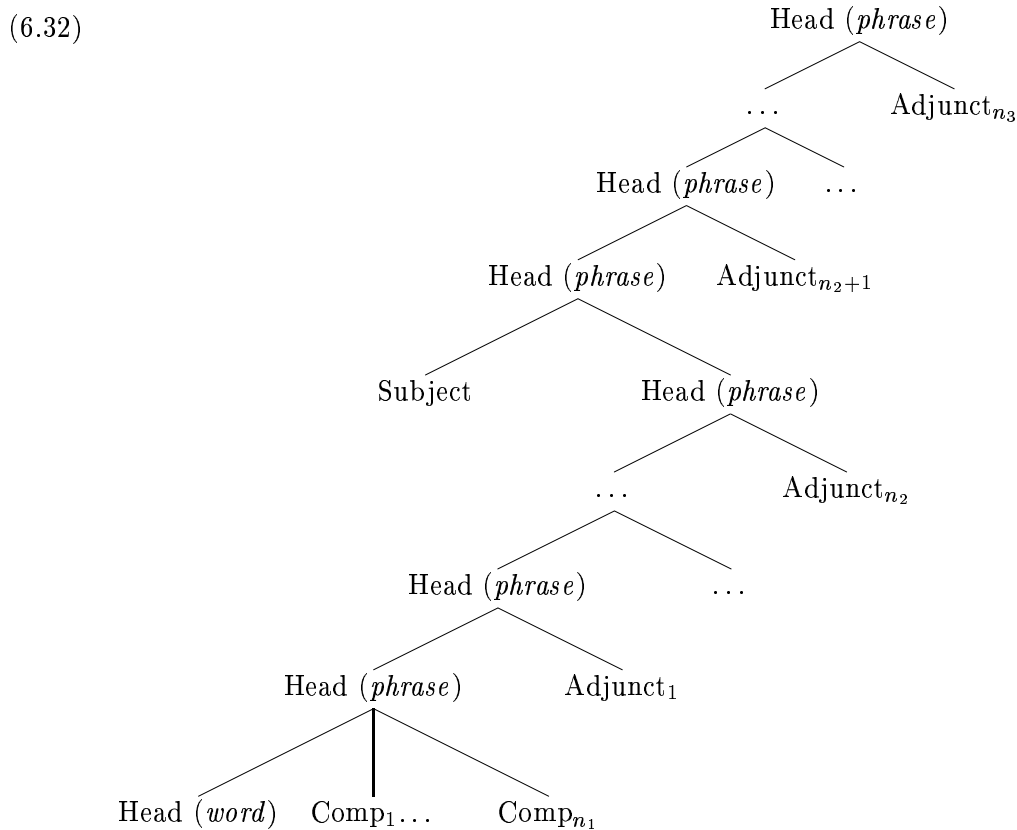 (6.32)
Head (phrase)
... Adjunct_{n_3}
Head (phrase) ...
Head (phrase) Adjunct_{n_2+1}
Subject Head (phrase)
... Adjunct_{n_2}
Head (phrase) ...
Head (phrase) Adjunct_1
Head (word) Comp_1... Comp_{n_1}